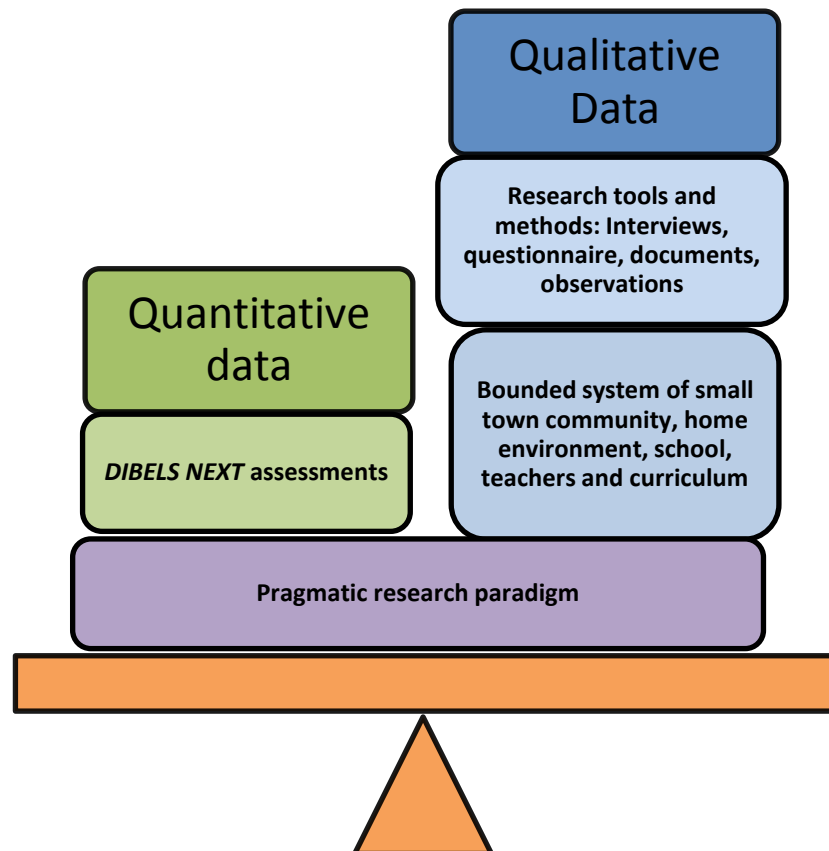 Qualitative
Data
Research tools and
methods: Interviews,
questionnaire, documents,
observations
Quantitative
data
Bounded system of small
town community, home
environment, school,
teachers and curriculum
DIBELS NEXT assessments
Pragmatic research paradigm